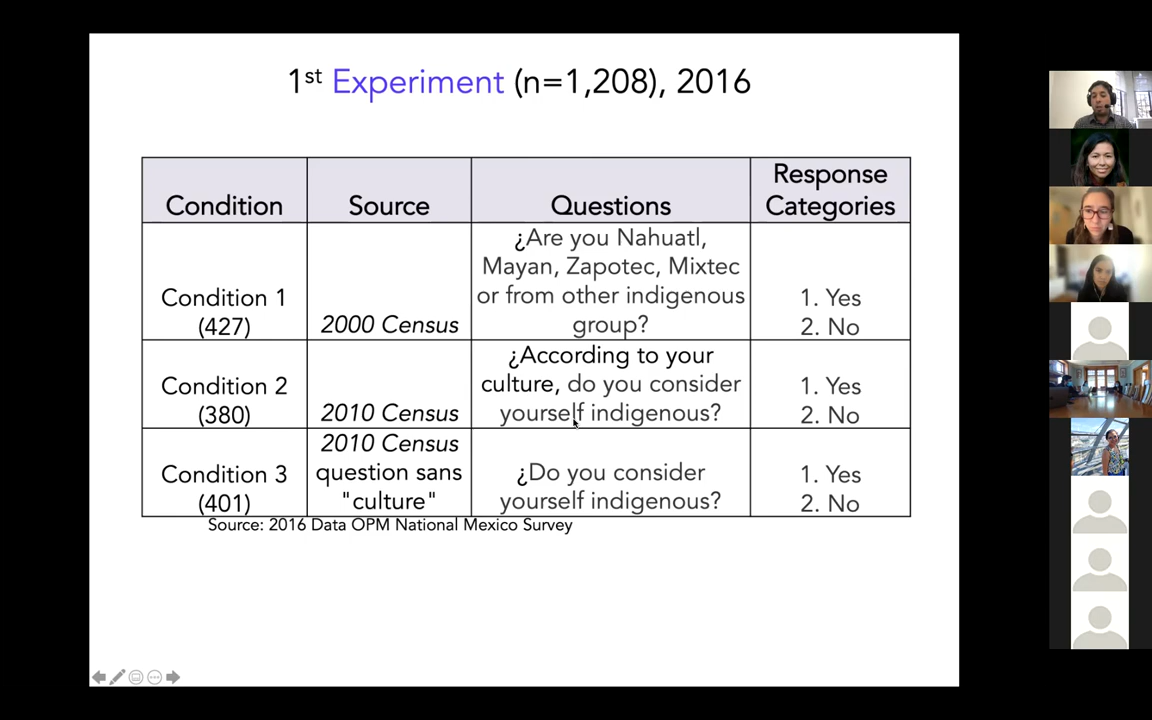 1st Experiment (n=1,208), 2016
Condition
Source
Questions
Response
Categories
Condition 1
(427)
2000 Census
¿Are you Nahuatl,
Mayan, Zapotec, Mixtec
or from other indigenous
group?
1. Yes
2. No
Condition 2
(380)
2010 Census
¿According to your
culture, do you consider
yourself indigenous?
1. Yes
2. No
Condition 3
(401)
2010 Census
question sans
"culture"
¿Do you consider
yourself indigenous?
1. Yes
2. No
Source: 2016 Data OPM National Mexico Survey